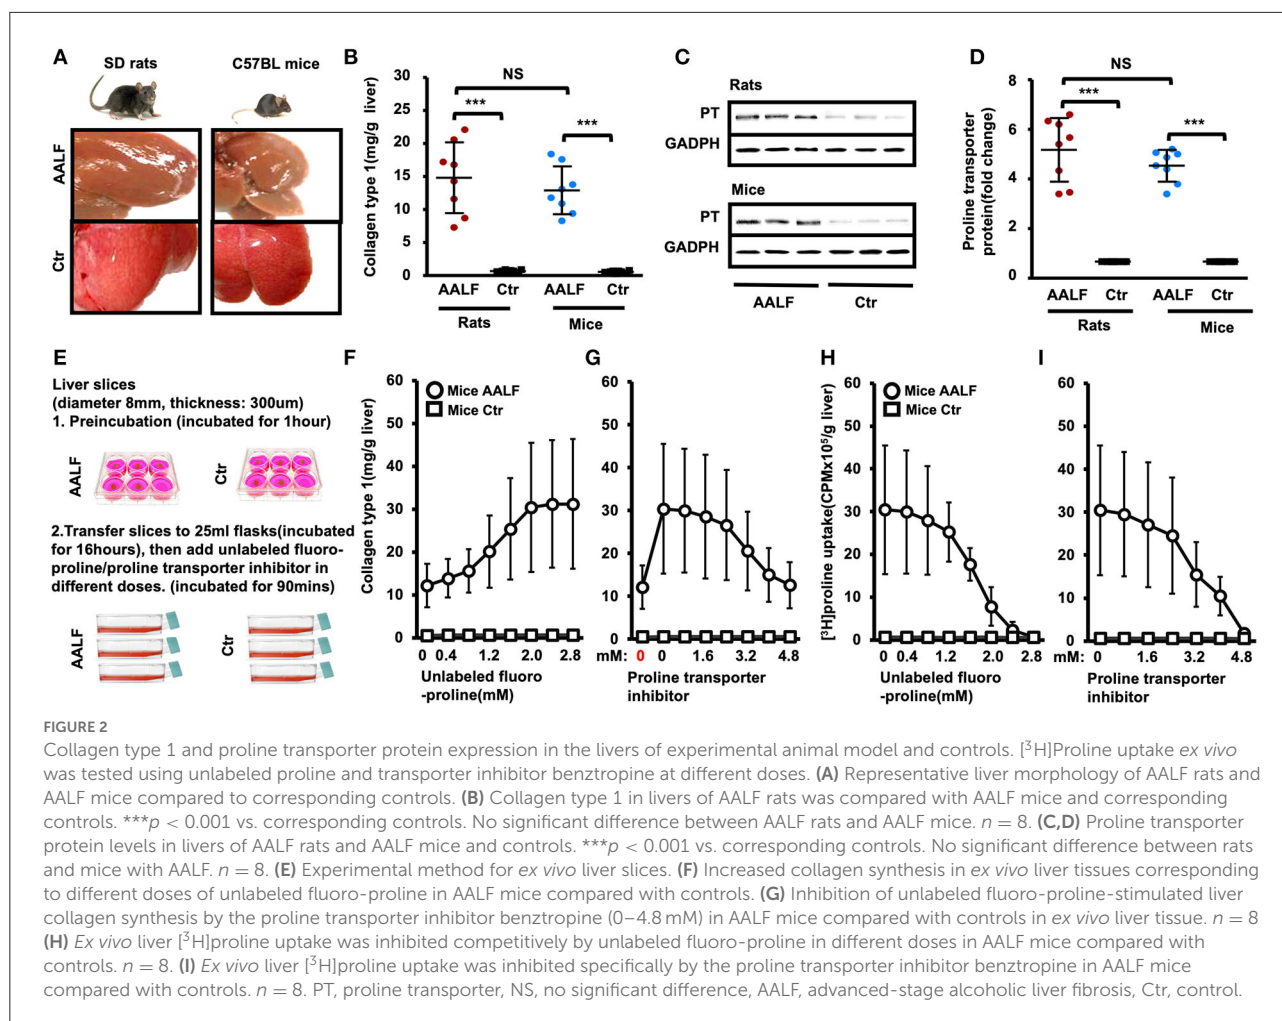 A
SD rats
C57BL mice
AALF
Ctr
B
Collagen type 1(mg/g liver)
30
25
20
15
10
5
0
NS
***
***
AALF Ctr AALF Ctr
Rats Mice
C
Rats
PT
GADPH
Mice
PT
GADPH
AALF Ctr
D
Proline transporter
protein(fold change)
8
6
4
2
0
NS
***
***
AALF Ctr AALF Ctr
Rats Mice
E
Liver slices
(diameter 8mm, thickness: 300um)
1. Preincubation (incubated for 1hour)
AALF
Ctr
2.Transfer slices to 25ml flasks(incubated
for 16hours), then add unlabeled fluoro-
proline/proline transporter inhibitor in
different doses. (incubated for 90mins)
AALF
Ctr
F
Collagen type 1(mg/g liver)
60
50
40
30
20
10
0
Mice AALF
Mice Ctr
0 0.4 1.2 2.0 2.8
Unlabeled fluoro
-proline(mM)
G
60
50
40
30
20
10
0
mM: 0 0 1.6 3.2 4.8
Proline transporter
inhibitor
H
[³H]proline uptake(CPMx10⁵/g liver)
60
50
40
30
20
10
0
Mice AALF
Mice Ctr
0 0.4 1.2 2.0 2.8
Unlabeled fluoro
-proline(mM)
I
60
50
40
30
20
10
0
mM: 0 1.6 3.2 4.8
Proline transporter
inhibitor
FIGURE 2
Collagen type 1 and proline transporter protein expression in the livers of experimental animal model and controls. [³H]Proline uptake ex vivo
was tested using unlabeled proline and transporter inhibitor benztropine at different doses. (A) Representative liver morphology of AALF rats and
AALF mice compared to corresponding controls. (B) Collagen type 1 in livers of AALF rats was compared with AALF mice and corresponding
controls. ***p < 0.001 vs. corresponding controls. No significant difference between AALF rats and AALF mice. n = 8. (C,D) Proline transporter
protein levels in livers of AALF rats and AALF mice and controls. ***p < 0.001 vs. corresponding controls. No significant difference between rats
and mice with AALF. n = 8. (E) Experimental method for ex vivo liver slices. (F) Increased collagen synthesis in ex vivo liver tissues corresponding
to different doses of unlabeled fluoro-proline in AALF mice compared with controls. (G) Inhibition of unlabeled fluoro-proline-stimulated liver
collagen synthesis by the proline transporter inhibitor benztropine (0–4.8 mM) in AALF mice compared with controls in ex vivo liver tissue. n = 8
(H) Ex vivo liver [³H]proline uptake was inhibited competitively by unlabeled fluoro-proline in different doses in AALF mice compared with
controls. n = 8. (I) Ex vivo liver [³H]proline uptake was inhibited specifically by the proline transporter inhibitor benztropine in AALF mice
compared with controls. n = 8. PT, proline transporter, NS, no significant difference, AALF, advanced-stage alcoholic liver fibrosis, Ctr, control.